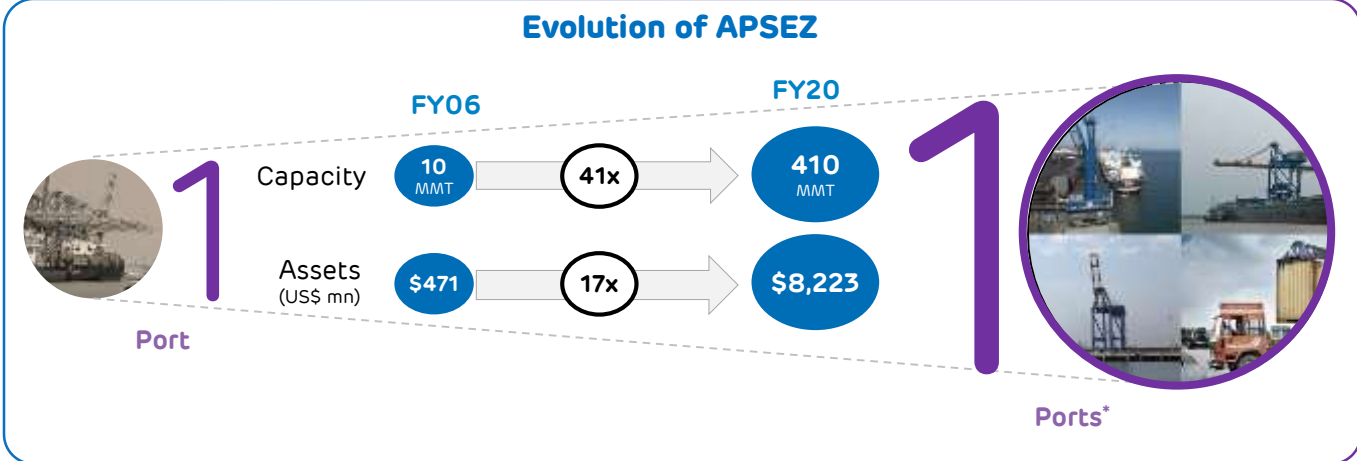 Evolution of APSEZ
FY06
FY20
1
Port
Capacity
10
MMT
41x
410
MMT
Assets
(US$ mn)
$471
17x
$8,223
1
Ports*